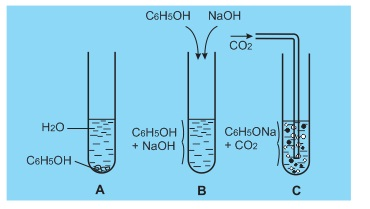 C6H5OH NaOH
CO2
H2O
C6H5OH
C6H5OH
+ NaOH
C6H5ONa
+ CO2
A B C